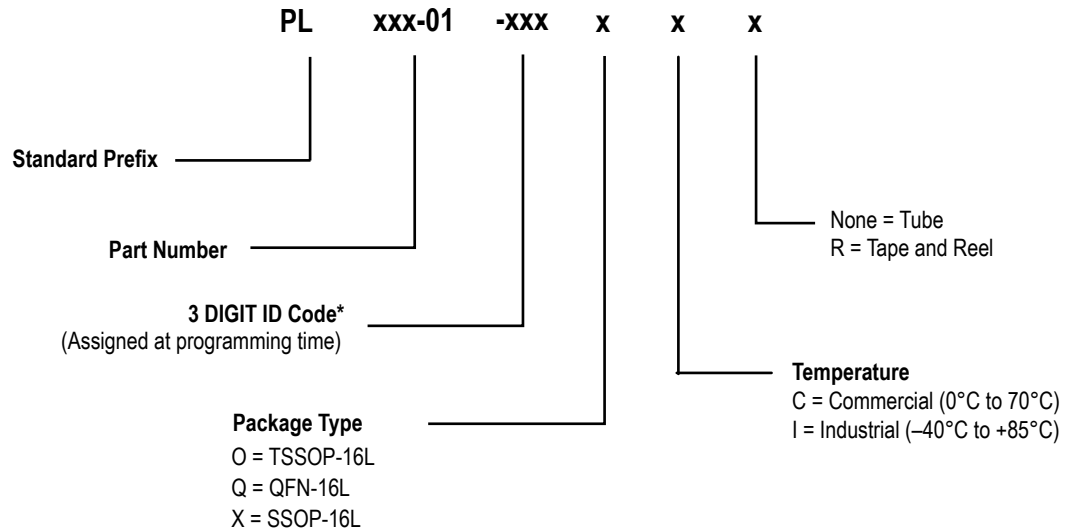 PL xxx-01 -xxx x x x
Standard Prefix
None = Tube
R = Tape and Reel
Part Number
3 DIGIT ID Code*
(Assigned at programming time)
Temperature
C = Commercial (0°C to 70°C)
I = Industrial (–40°C to +85°C)
Package Type
O = TSSOP-16L
Q = QFN-16L
X = SSOP-16L